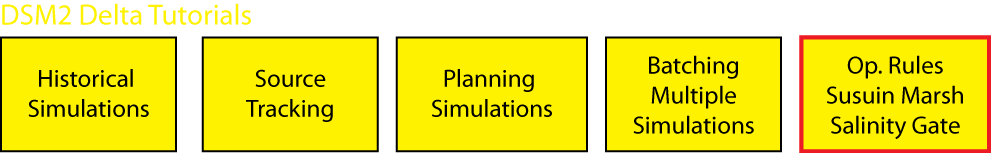 DSM2 Delta Tutorials
Historical
Simulations
Source
Tracking
Planning
Simulations
Batching
Multiple
Simulations
Op. Rules
Susuin Marsh
Salinity Gate